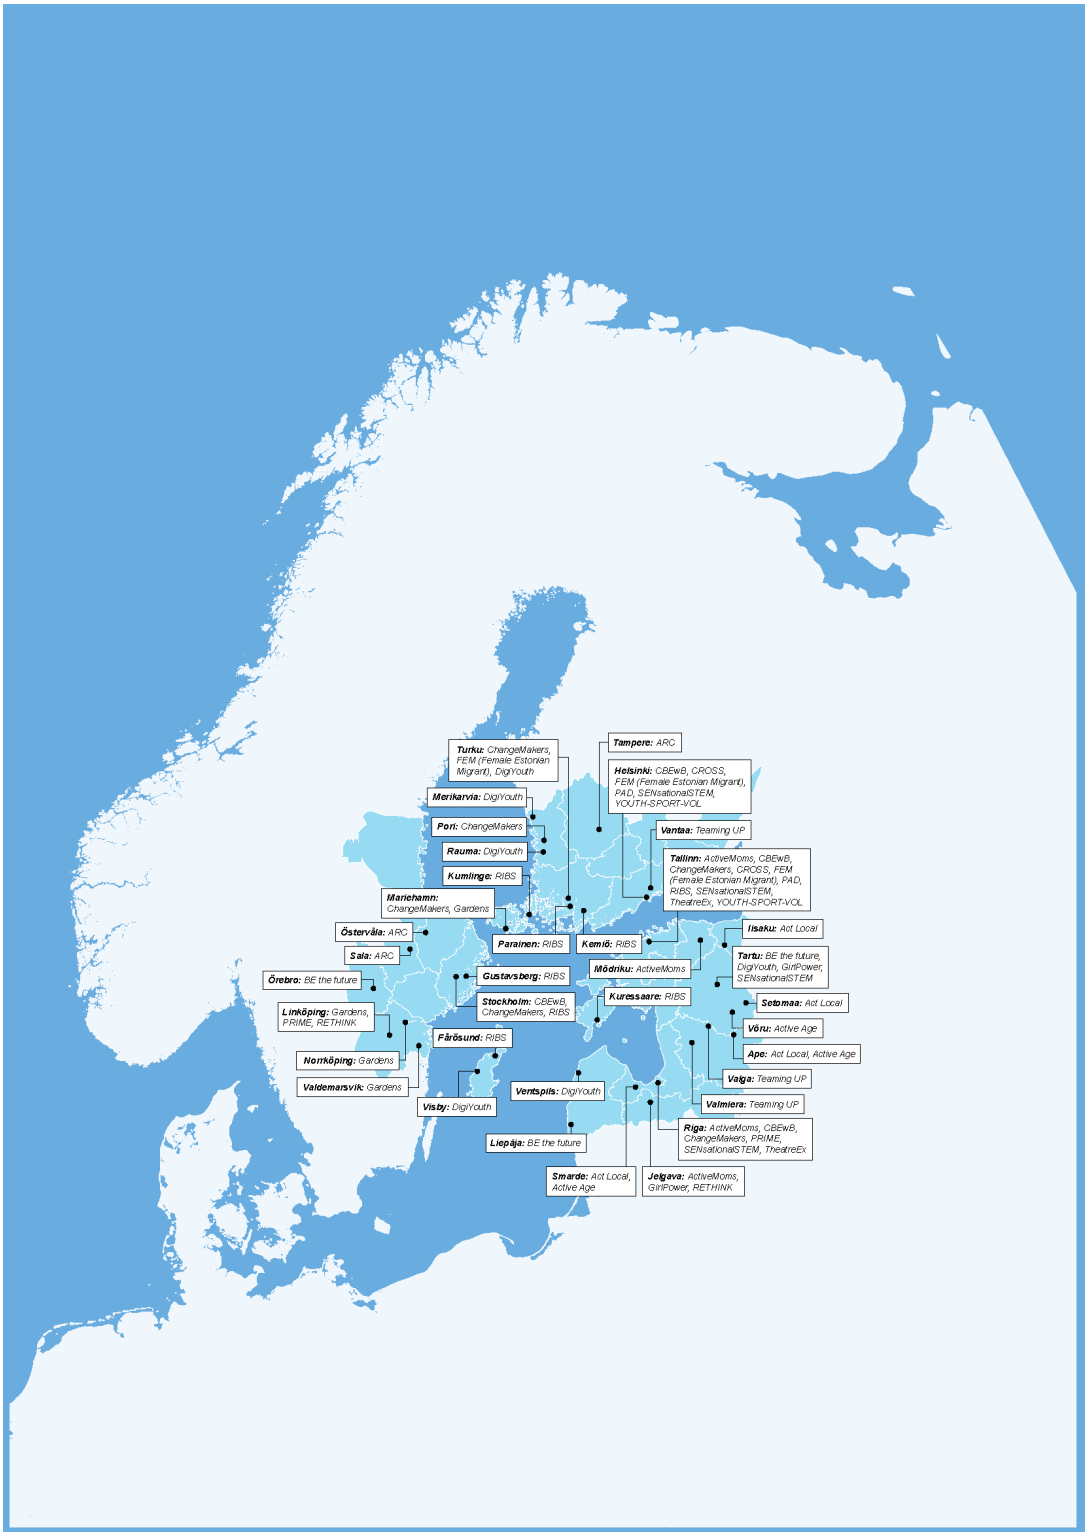 Tampere: ARC
Turku: ChangeMakers,
FEM (Female Estonian
Migrant), DigiYouth
Helsinki: CBEwB, CROSS,
FEM (Female Estonian Migrant),
PAD, SENsationalSTEM,
YOUTH-SPORT-VOL
Merikarvia: DigiYouth
Pori: ChangeMakers
Vantaa: Teaming UP
Rauma: DigiYouth
Tallinn: ActiveMoms, CBEwB,
ChangeMakers, CROSS, FEM
(Female Estonian Migrant), PAD,
RIBS, SENsationalSTEM,
TheatreEx, YOUTH-SPORT-VOL
Kumlinge: RIBS
Mariehamn:
ChangeMakers, Gardens
Östervåla: ARC
Parainen: RIBS
Kemiö: RIBS
Iisaku: Act Local
Sala: ARC
Mõdriku: ActiveMoms
Tartu: BE the future,
DigiYouth, GirlPower,
SENsationalSTEM
Örebro: BE the future
Gustavsberg: RIBS
Kuressaare: RIBS
Setomaa: Act Local
Stockholm: CBEwB,
ChangeMakers, RIBS
Linköping: Gardens,
PRIME, RETHINK
Võru: Active Age
Fårösund: RIBS
Ape: Act Local, Active Age
Norrköping: Gardens
Valga: Teaming UP
Valdemarsvik: Gardens
Ventspils: DigiYouth
Visby: DigiYouth
Valmiera: Teaming UP
Riga: ActiveMoms, CBEwB,
ChangeMakers, PRIME,
SENsationalSTEM, TheatreEx
Liepāja: BE the future
Smarde: Act Local,
Active Age
Jelgava: ActiveMoms,
GirlPower, RETHINK